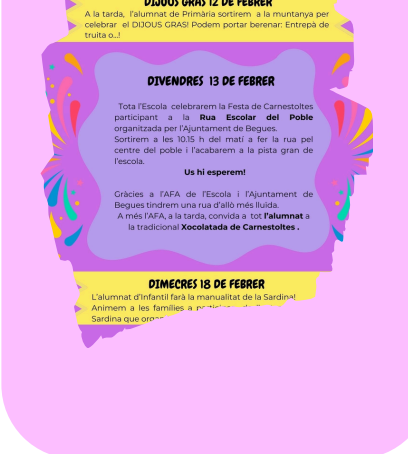 DIJOUS GRAS 12 DE FEBRER
A la tarda, l'alumnat de Primària sortirem a la muntanya per
celebrar el DIJOUS GRAS! Podem portar berenar: Entrepà de
truita o...!
DIVENDRES 13 DE FEBRER
Tota l'Escola celebrarem la Festa de Carnestoltes
participant a la Rua Escolar del Poble
organitzada per l'Ajuntament de Begues.
Sortirem a les 10.15 h del matí a fer la rua pel
centre del poble i l'acabarem a la pista gran de
l'escola.
Us hi esperem!
Gràcies a l'AFA de l'Escola i l'Ajuntament de
Begues tindrem una rua d'allò més lluïda.
A més l'AFA, a la tarda, convida a tot l'alumnat a
la tradicional Xocolatada de Carnestoltes .
DIMECRES 18 DE FEBRER
L'alumnat d'Infantil farà la manualitat de la Sardina!
Animem a les famílies a
Sardina que